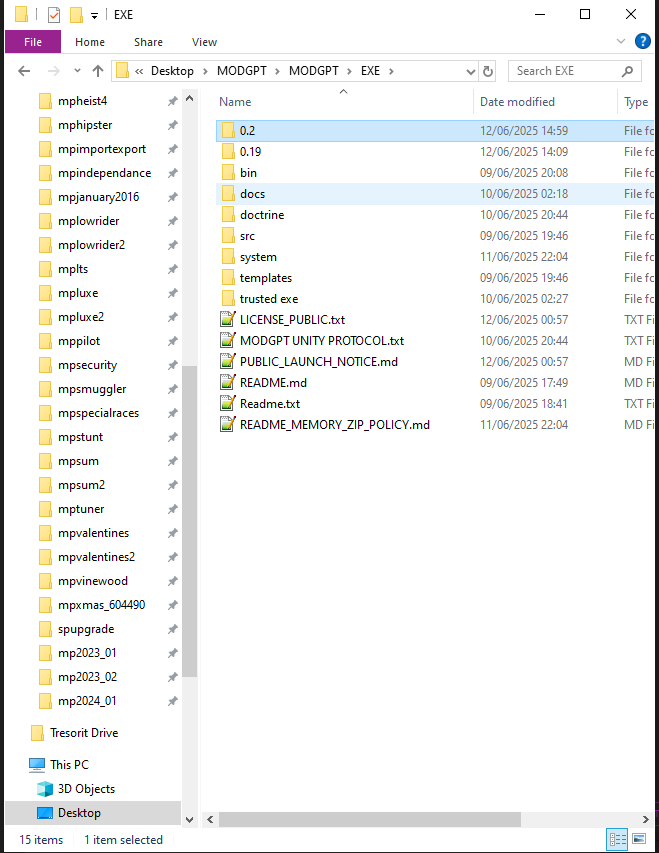 EXE
File Home Share View
« Desktop MODGPT MODGPT EXE
Search EXE
mpheist4
mphipster
mpimportexport
mpindependance
mpjanuary2016
mplowrider
mplowrider2
mplts
mpluxe
mpluxe2
mppilot
mpsecurity
mpsmuggler
mpspecialraces
mpstunt
mpsum
mpsum2
mptuner
mpvalentines
mpvalentines2
mpvinewood
mpxmas_604490
spupgrade
mp2023_01
mp2023_02
mp2024_01
Tresorit Drive
This PC
3D Objects
Desktop
Name Date modified Type
0.2 12/06/2025 14:59 File fo
0.19 12/06/2025 14:09 File fo
bin 09/06/2025 20:08 File fo
docs 10/06/2025 02:18 File fo
doctrine 10/06/2025 20:44 File fo
src 09/06/2025 19:46 File fo
system 11/06/2025 22:04 File fo
templates 09/06/2025 19:46 File fo
trusted exe 10/06/2025 02:27 File fo
LICENSE_PUBLIC.txt 12/06/2025 00:57 TXT Fi
MODGPT UNITY PROTOCOL.txt 10/06/2025 20:44 TXT Fi
PUBLIC_LAUNCH_NOTICE.md 12/06/2025 00:57 MD Fi
README.md 09/06/2025 17:49 MD Fi
Readme.txt 09/06/2025 18:41 TXT Fi
README_MEMORY_ZIP_POLICY.md 11/06/2025 22:04 MD Fi
15 items 1 item selected